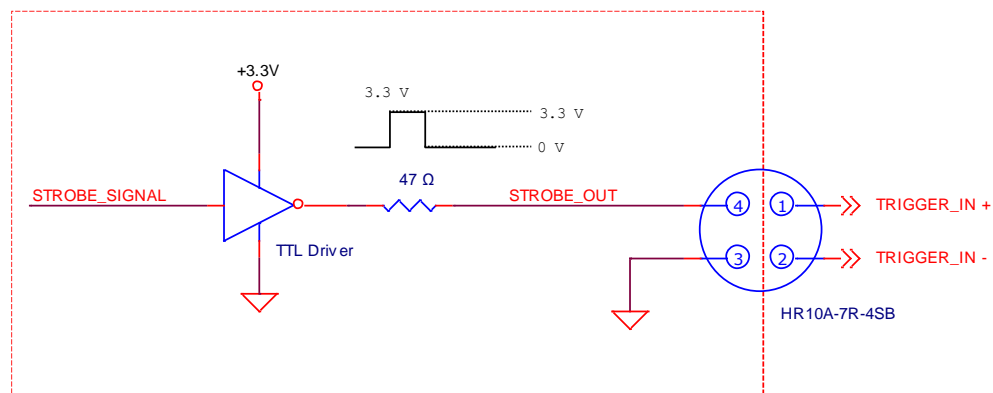 +3.3V
3.3 V
3.3 V
0 V
47 Ω
STROBE_SIGNAL
STROBE_OUT
TTL Driver
4
1
TRIGGER_IN +
3
2
TRIGGER_IN -
HR10A-7R-4SB